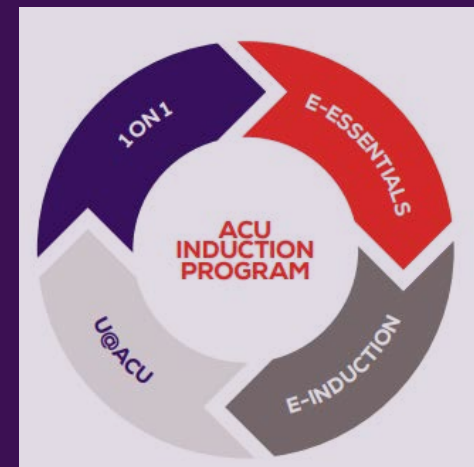 1ON1
E-ESSENTIALS
ACU
INDUCTION
PROGRAM
U@ACU
E-INDUCTION